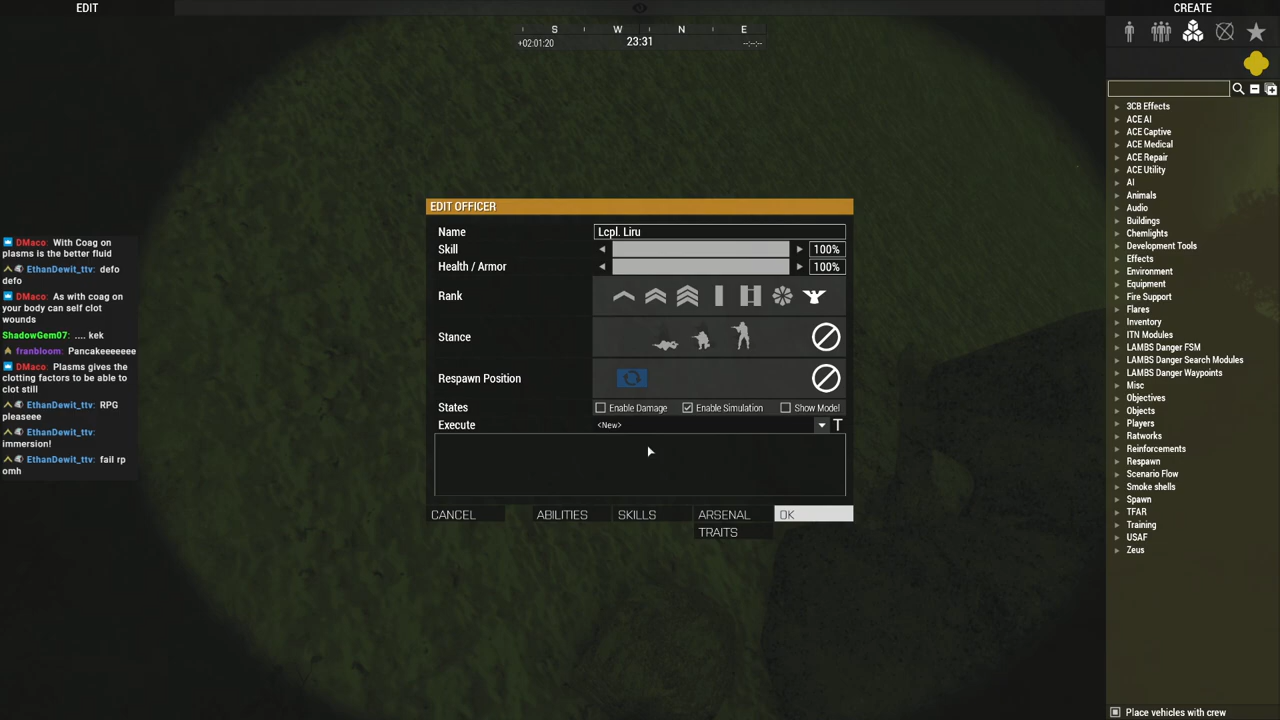 EDIT
S W N E
+02:01:20 23:31 --:--:--
CREATE
3CB Effects
ACE AI
ACE Captive
ACE Medical
ACE Repair
ACE Utility
AI
Animals
Audio
Buildings
Chemlights
Development Tools
Effects
Environment
Equipment
Fire Support
Flares
Inventory
ITN Modules
LAMBS Danger FSM
LAMBS Danger Search Modules
LAMBS Danger Waypoints
Misc
Objectives
Objects
Players
Ratworks
Reinforcements
Respawn
Scenario Flow
Smoke shells
Spawn
TFAR
Training
USAF
Zeus
Place vehicles with crew
EDIT OFFICER
Name Lcpl. Liru
Skill 100%
Health / Armor 100%
Rank
Stance
Respawn Position
States Enable Damage Enable Simulation Show Model
Execute <New> T
CANCEL ABILITIES SKILLS ARSENAL OK
TRAITS
DMaco: With Coag on
plasms is the better fluid
EthanDewit_ttv: defo
defo
DMaco: As with coag on
your body can self clot
wounds
ShadowGem07: .... kek
franbloom: Pancakeeeeeee
DMaco: Plasms gives the
clotting factors to be able to
clot still
EthanDewit_ttv: RPG
pleaseee
EthanDewit_ttv:
immersion!
EthanDewit_ttv: fail rp
omh